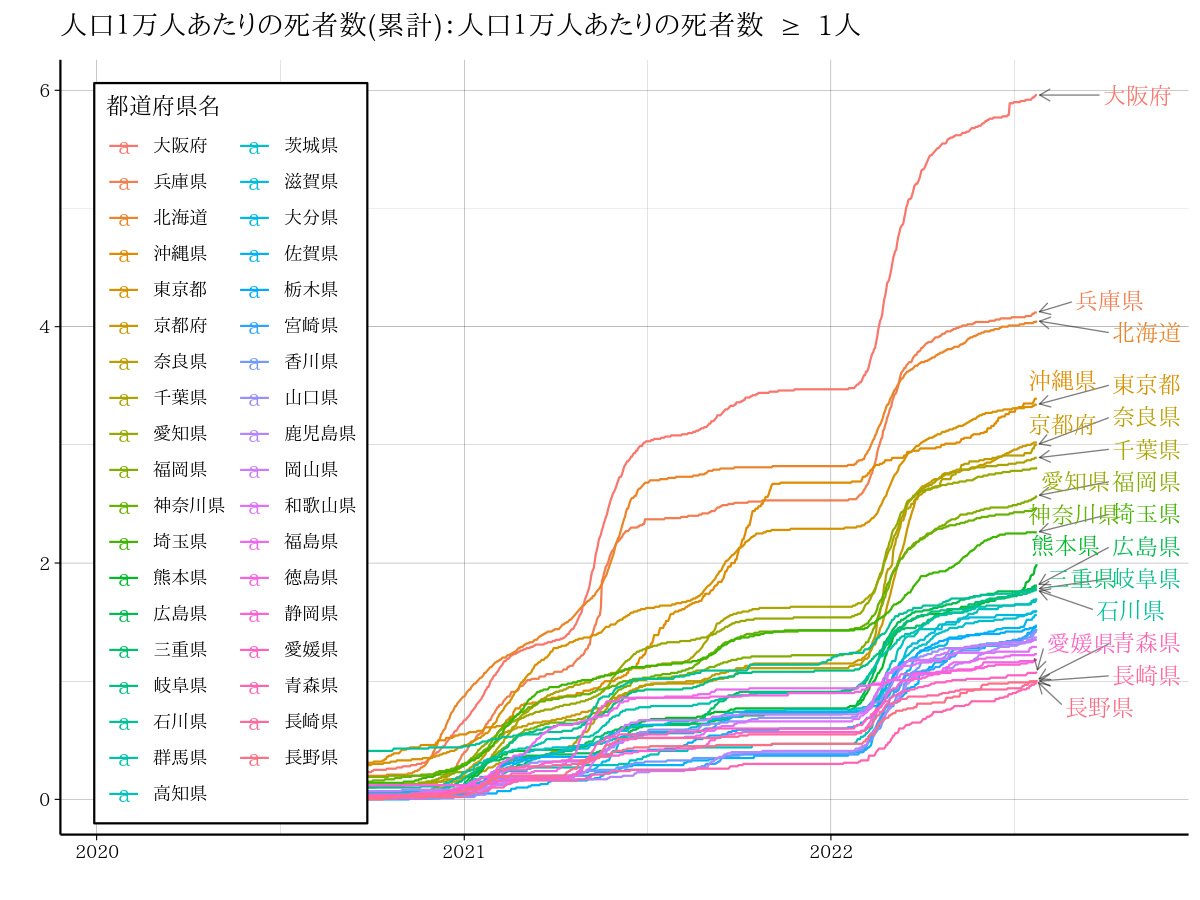 人口1万人あたりの死者数(累計):人口1万人あたりの死者数 ≥ 1人
6
4
2
0
都道府県名
a 大阪府
a 兵庫県
a 北海道
a 沖縄県
a 東京都
a 京都府
a 奈良県
a 千葉県
a 愛知県
a 福岡県
a 神奈川県
a 埼玉県
a 熊本県
a 広島県
a 三重県
a 岐阜県
a 石川県
a 群馬県
a 高知県
a 茨城県
a 滋賀県
a 大分県
a 佐賀県
a 栃木県
a 宮崎県
a 香川県
a 山口県
a 鹿児島県
a 岡山県
a 和歌山県
a 福島県
a 徳島県
a 静岡県
a 愛媛県
a 青森県
a 長崎県
a 長野県
大阪府
兵庫県
北海道
沖縄県
東京都
京都府
奈良県
千葉県
愛知県
福岡県
神奈川県
埼玉県
熊本県
広島県
三重県
岐阜県
石川県
愛媛県
青森県
長崎県
長野県
2020
2021
2022